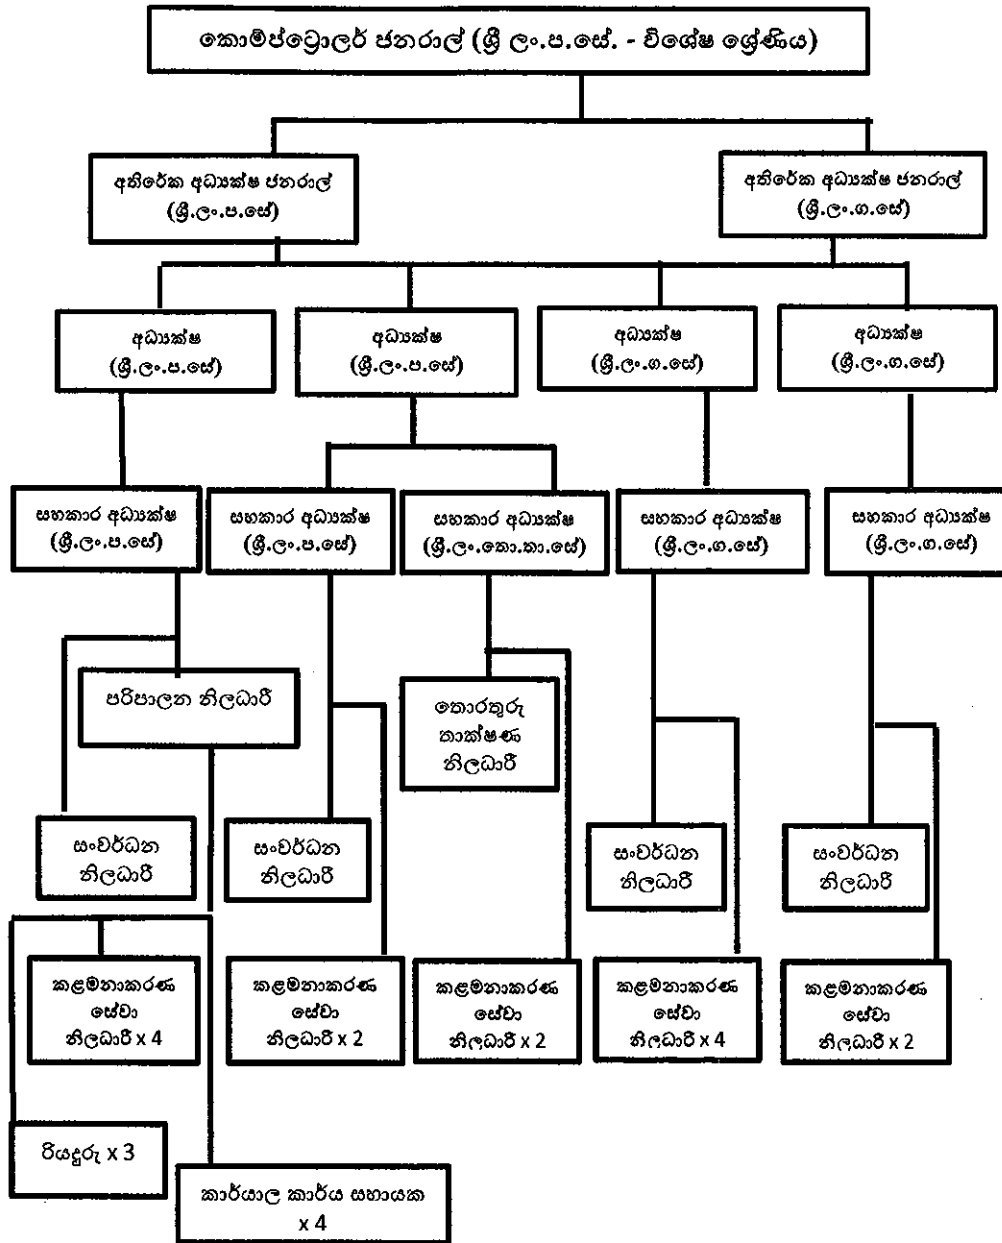 කොම්ප්ට්‍රොලර් ජනරාල් (ශ්‍රී ලං.ප.සේ. - විශේෂ ශ්‍රේණිය)
අතිරේක අධ්‍යක්ෂ ජනරාල්
(ශ්‍රී.ලං.ප.සේ)
අතිරේක අධ්‍යක්ෂ ජනරාල්
(ශ්‍රී.ලං.ග.සේ)
අධ්‍යක්ෂ
(ශ්‍රී.ලං.ප.සේ)
අධ්‍යක්ෂ
(ශ්‍රී.ලං.ප.සේ)
අධ්‍යක්ෂ
(ශ්‍රී.ලං.ග.සේ)
අධ්‍යක්ෂ
(ශ්‍රී.ලං.ග.සේ)
සහකාර අධ්‍යක්ෂ
(ශ්‍රී.ලං.ප.සේ)
සහකාර අධ්‍යක්ෂ
(ශ්‍රී.ලං.ප.සේ)
සහකාර අධ්‍යක්ෂ
(ශ්‍රී.ලං.තො.තා.සේ)
සහකාර අධ්‍යක්ෂ
(ශ්‍රී.ලං.ග.සේ)
සහකාර අධ්‍යක්ෂ
(ශ්‍රී.ලං.ග.සේ)
පරිපාලන නිලධාරී
තොරතුරු
තාක්ෂණ
නිලධාරී
සංවර්ධන
නිලධාරී
සංවර්ධන
නිලධාරී
සංවර්ධන
නිලධාරී
සංවර්ධන
නිලධාරී
කළමනාකරණ
සේවා
නිලධාරී x 4
කළමනාකරණ
සේවා
නිලධාරී x 2
කළමනාකරණ
සේවා
නිලධාරී x 2
කළමනාකරණ
සේවා
නිලධාරී x 4
කළමනාකරණ
සේවා
නිලධාරී x 2
රියදුරු x 3
කාර්යාල කාර්ය සහායක
x 4